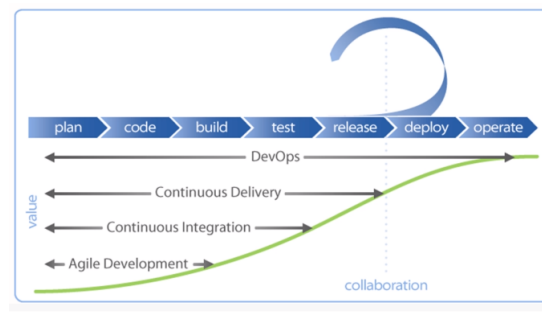 plan code build test release deploy operate
DevOps
Continuous Delivery
value
Continuous Integration
Agile Development
collaboration